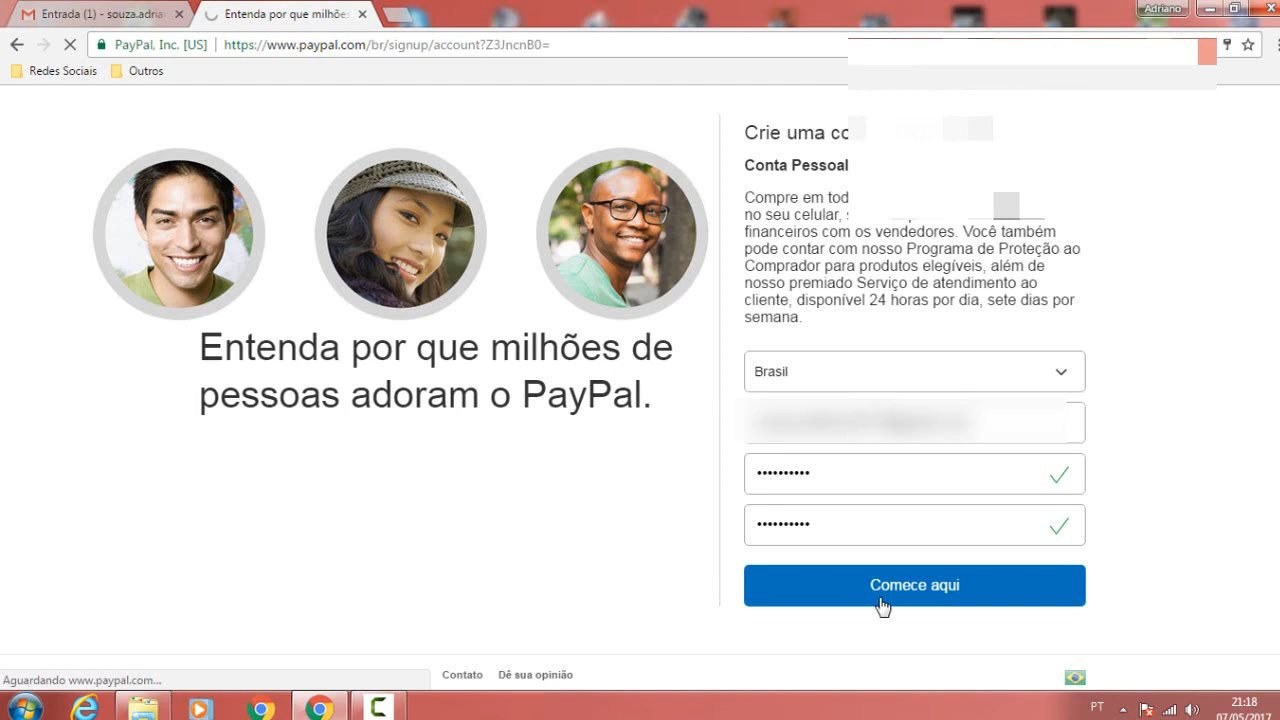 Entrada (1) - souza.adria
Entenda por que milhões
Adriano
PayPal, Inc. [US]
https://www.paypal.com/br/signup/account?Z3JncnB0=
Redes Sociais
Outros
Crie uma co
Conta Pessoal
Compre em tod
no seu celular,
financeiros com os vendedores. Você também
pode contar com nosso Programa de Proteção ao
Comprador para produtos elegíveis, além de
nosso premiado Serviço de atendimento ao
cliente, disponível 24 horas por dia, sete dias por
semana.
Entenda por que milhões de
pessoas adoram o PayPal.
Brasil
••••••••••
••••••••••
Comece aqui
Contato
Dê sua opinião
Aguardando www.paypal.com...
PT
21:18
07/05/2017